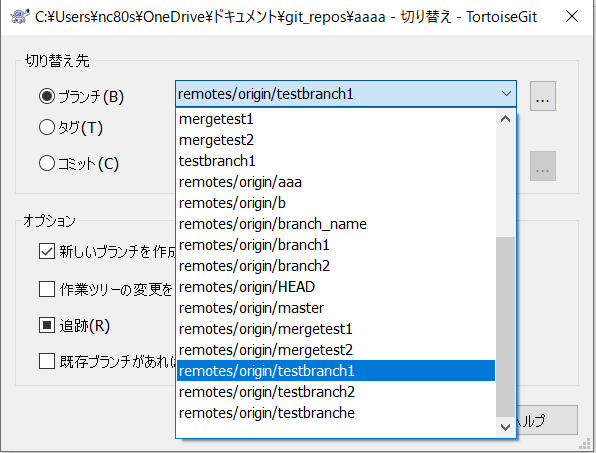 C:¥Users¥nc80s¥OneDrive¥ドキュメント¥git_repos¥aaaa - 切り替え - TortoiseGit
切り替え先
ブランチ(B)
remotes/origin/testbranch1
...
タグ(T)
コミット(C)
...
mergetest1
mergetest2
testbranch1
remotes/origin/aaa
remotes/origin/b
remotes/origin/branch_name
remotes/origin/branch1
remotes/origin/branch2
remotes/origin/HEAD
remotes/origin/master
remotes/origin/mergetest1
remotes/origin/mergetest2
remotes/origin/testbranch1
remotes/origin/testbranch2
remotes/origin/testbranche
オプション
新しいブランチを作成
作業ツリーの変更を
追跡(R)
既存ブランチがあれば
ヘルプ